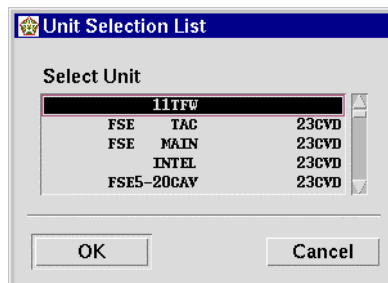 Unit Selection List
Select Unit
11TFW
FSE TAC 23CVD
FSE MAIN 23CVD
INTEL 23CVD
FSE5-20CAV 23CVD
OK Cancel